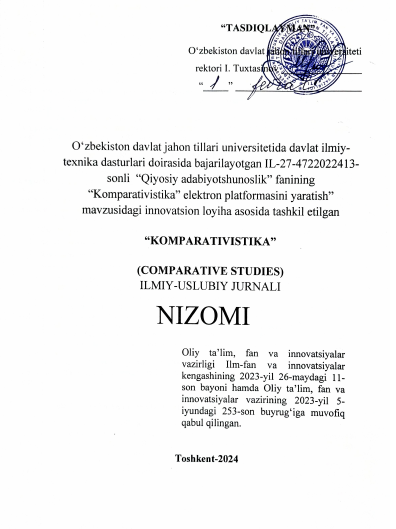 “TASDIQLAYMAN”
O‘zbekiston davlat jahon tillari universiteti
rektori I. Tuxtasinov
“ 1 ”
O‘zbekiston davlat jahon tillari universitetida davlat ilmiy-
texnika dasturlari doirasida bajarilayotgan IL-27-4722022413-
sonli “Qiyosiy adabiyotshunoslik” fanining
“Komparativistika” elektron platformasini yaratish”
mavzusidagi innovatsion loyiha asosida tashkil etilgan
“KOMPARATIVISTIKA”
(COMPARATIVE STUDIES)
ILMIY-USLUBIY JURNALI
NIZOMI
Oliy ta’lim, fan va innovatsiyalar
vazirligi Ilm-fan va innovatsiyalar
kengashining 2023-yil 26-maydagi 11-
son bayoni hamda Oliy ta’lim, fan va
innovatsiyalar vazirining 2023-yil 5-
iyundagi 253-son buyrug‘iga muvofiq
qabul qilingan.
Toshkent-2024